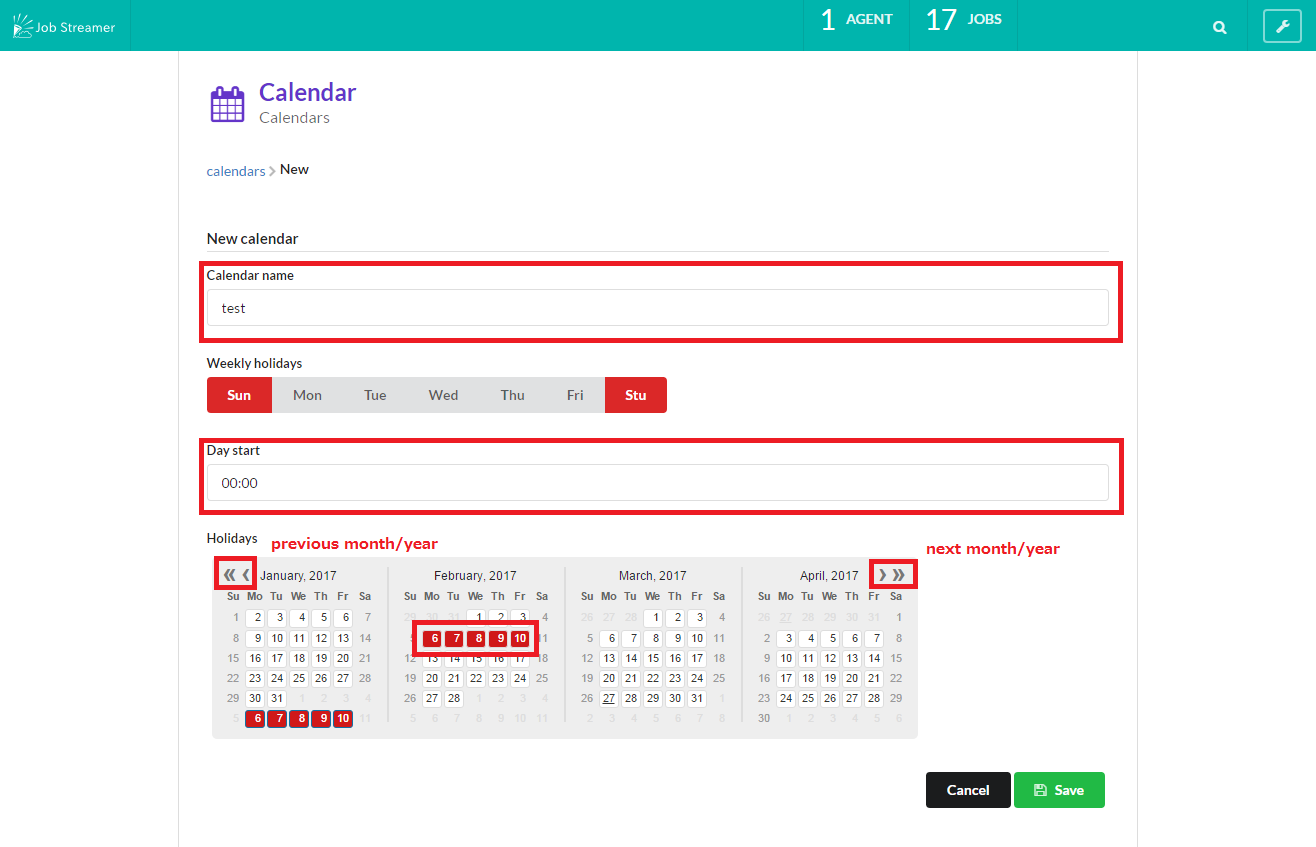 Job Streamer
1 AGENT
17 JOBS
Calendar
Calendars
calendars New
New calendar
Calendar name
test
Weekly holidays
Sun Mon Tue Wed Thu Fri Stu
Day start
00:00
Holidays
previous month/year
next month/year
« ‹ January, 2017
Su Mo Tu We Th Fr Sa
1 2 3 4 5 6 7
8 9 10 11 12 13 14
15 16 17 18 19 20 21
22 23 24 25 26 27 28
29 30 31 1 2 3 4
5 6 7 8 9 10 11
February, 2017
Su Mo Tu We Th Fr Sa
29 30 31 1 2 3 4
5 6 7 8 9 10 11
12 13 14 15 16 17 18
19 20 21 22 23 24 25
26 27 28 1 2 3 4
5 6 7 8 9 10 11
March, 2017
Su Mo Tu We Th Fr Sa
26 27 28 1 2 3 4
5 6 7 8 9 10 11
12 13 14 15 16 17 18
19 20 21 22 23 24 25
26 27 28 29 30 31 1
2 3 4 5 6 7 8
April, 2017 › »
Su Mo Tu We Th Fr Sa
26 27 28 29 30 31 1
2 3 4 5 6 7 8
9 10 11 12 13 14 15
16 17 18 19 20 21 22
23 24 25 26 27 28 29
30 1 2 3 4 5 6
Cancel
Save